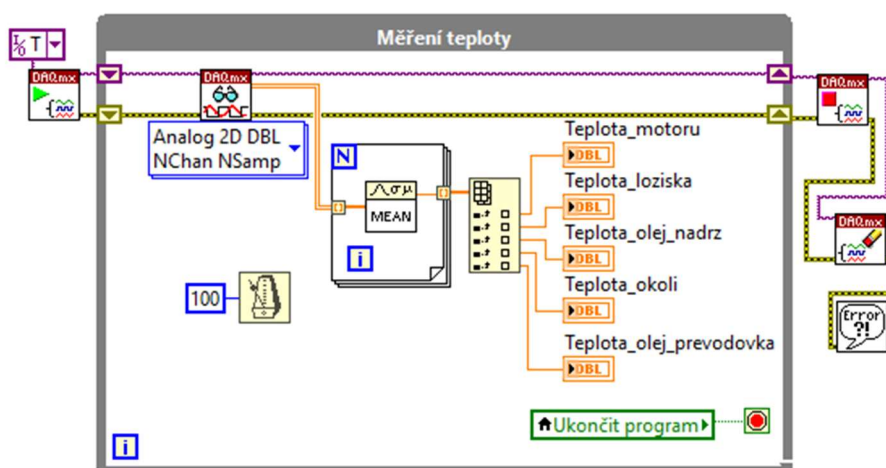 Měření teploty
I/O T
DAQmx
DAQmx
DAQmx
Analog 2D DBL
NChan NSamp
N
MEAN
i
100
Teplota_motoru
DBL
Teplota_loziska
DBL
Teplota_olej_nadrz
DBL
Teplota_okoli
DBL
Teplota_olej_prevodovka
DBL
DAQmx
Error
?!
Ukončit program
i